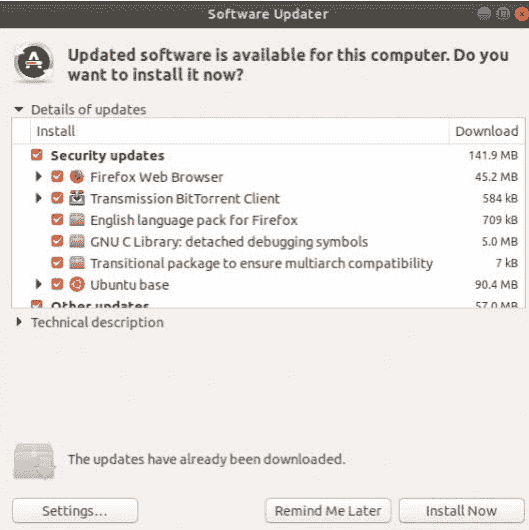 Software Updater
Updated software is available for this computer. Do you
want to install it now?
Details of updates
Install Download
Security updates 141.9 MB
Firefox Web Browser 45.2 MB
Transmission BitTorrent Client 584 kB
English language pack for Firefox 709 kB
GNU C Library: detached debugging symbols 5.0 MB
Transitional package to ensure multiarch compatibility 7 kB
Ubuntu base 90.4 MB
Other updates 57.0 MB
Technical description
The updates have already been downloaded.
Settings... Remind Me Later Install Now